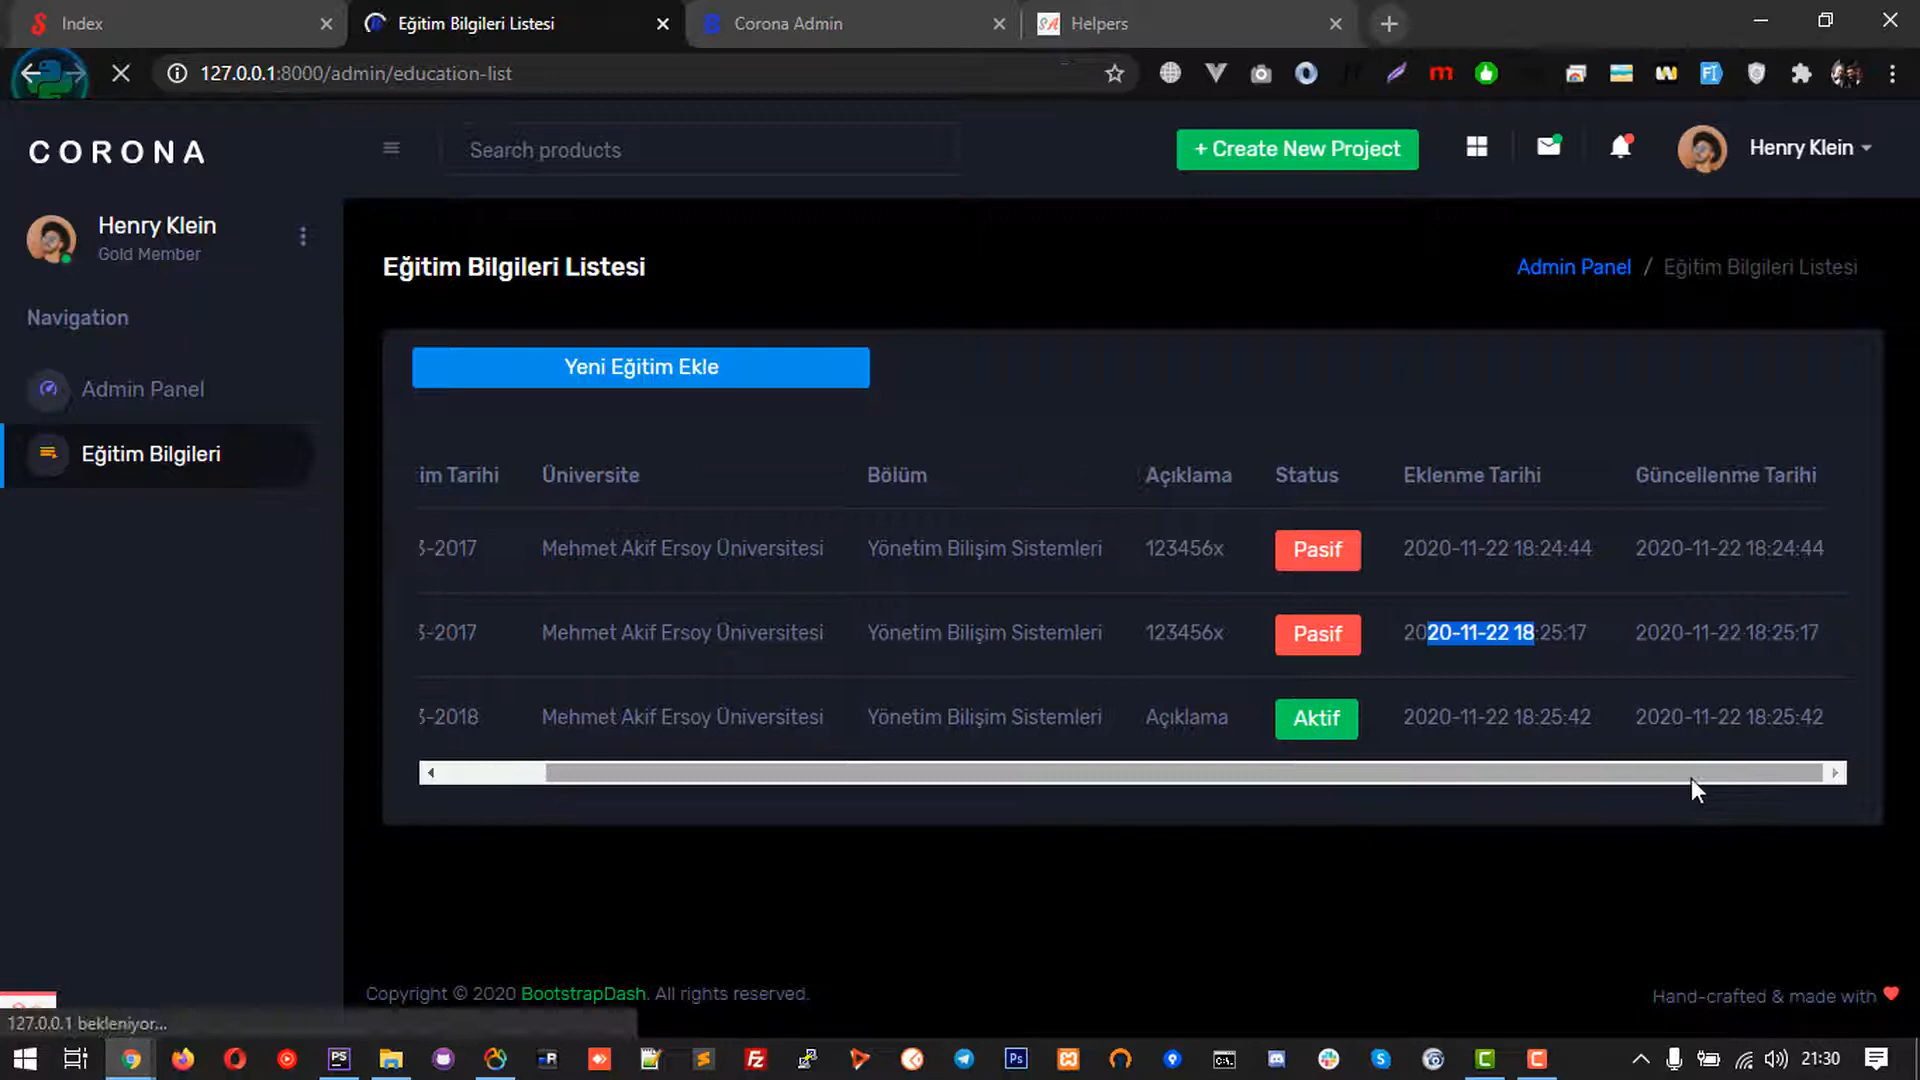 Index
Eğitim Bilgileri Listesi
Corona Admin
Helpers
127.0.0.1:8000/admin/education-list
CORONA
Search products
+ Create New Project
Henry Klein
Henry Klein
Gold Member
Navigation
Admin Panel
Eğitim Bilgileri
Eğitim Bilgileri Listesi
Admin Panel / Eğitim Bilgileri Listesi
Yeni Eğitim Ekle
im Tarihi Üniversite Bölüm Açıklama Status Eklenme Tarihi Güncellenme Tarihi
3-2017 Mehmet Akif Ersoy Üniversitesi Yönetim Bilişim Sistemleri 123456x Pasif 2020-11-22 18:24:44 2020-11-22 18:24:44
3-2017 Mehmet Akif Ersoy Üniversitesi Yönetim Bilişim Sistemleri 123456x Pasif 2020-11-22 18:25:17 2020-11-22 18:25:17
3-2018 Mehmet Akif Ersoy Üniversitesi Yönetim Bilişim Sistemleri Açıklama Aktif 2020-11-22 18:25:42 2020-11-22 18:25:42
Copyright © 2020 BootstrapDash. All rights reserved.
Hand-crafted & made with
127.0.0.1 bekleniyor...
21:30